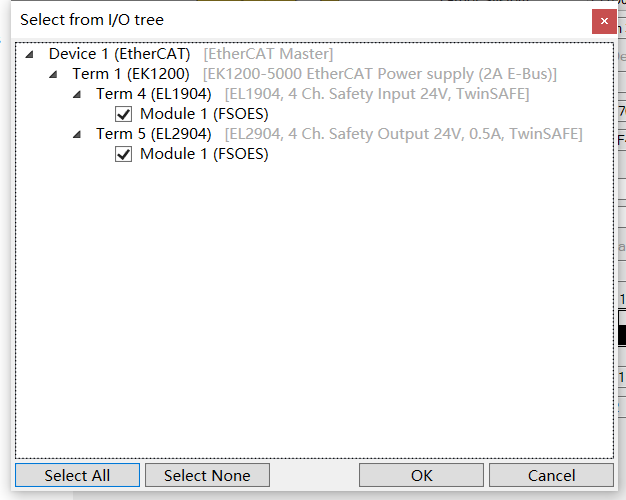 Select from I/O tree
Device 1 (EtherCAT) [EtherCAT Master]
Term 1 (EK1200) [EK1200-5000 EtherCAT Power supply (2A E-Bus)]
Term 4 (EL1904) [EL1904, 4 Ch. Safety Input 24V, TwinSAFE]
Module 1 (FSOES)
Term 5 (EL2904) [EL2904, 4 Ch. Safety Output 24V, 0.5A, TwinSAFE]
Module 1 (FSOES)
Select All Select None OK Cancel